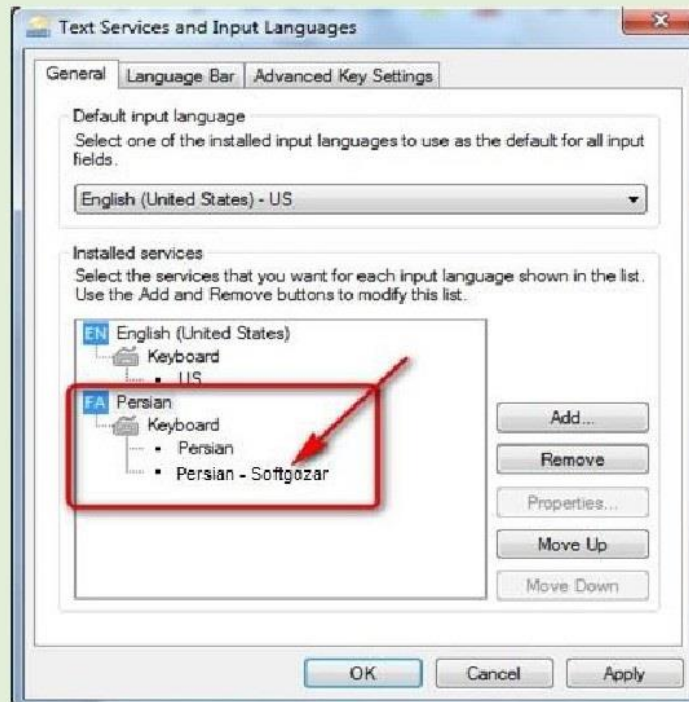 Text Services and Input Languages
General
Language Bar
Advanced Key Settings
Default input language
Select one of the installed input languages to use as the default for all input
fields.
English (United States) - US
Installed services
Select the services that you want for each input language shown in the list.
Use the Add and Remove buttons to modify this list.
EN English (United States)
Keyboard
US
FA Persian
Keyboard
Persian
Persian - Softgozar
Add...
Remove
Properties...
Move Up
Move Down
OK
Cancel
Apply